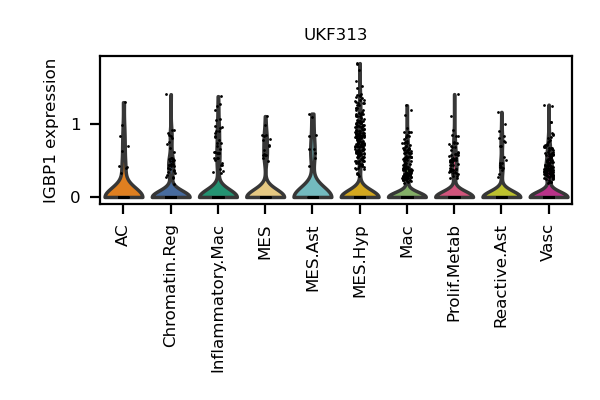 UKF313
IGBP1 expression
1
0
AC
Chromatin.Reg
Inflammatory.Mac
MES
MES.Ast
MES.Hyp
Mac
Prolif.Metab
Reactive.Ast
Vasc